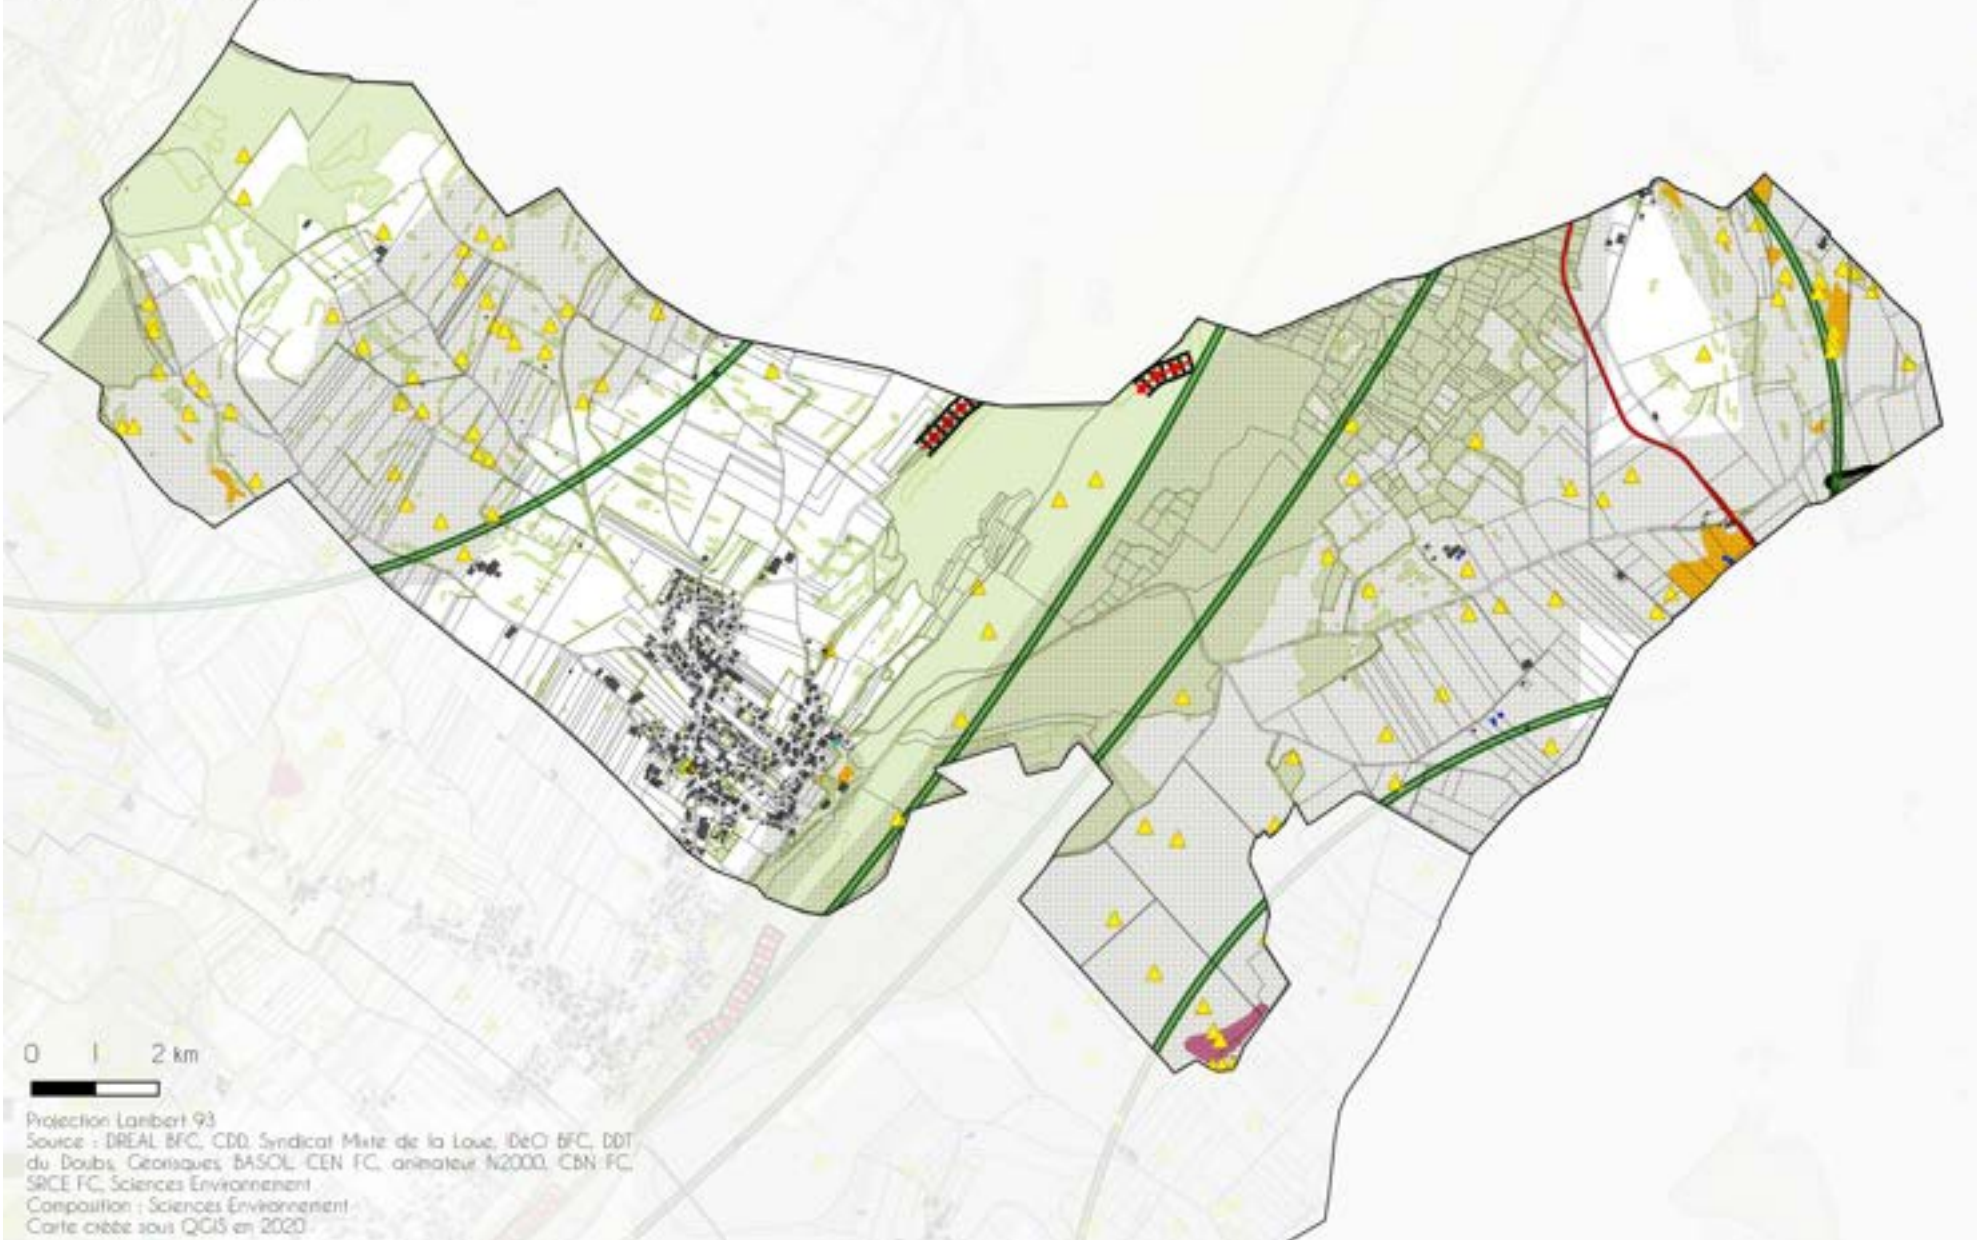 0 1 2 km
Projection Lambert 93
Source : DREAL BFC, CDD, Syndicat Mixte de la Loue, IDéO BFC, DDT
du Doubs, Géorisques, BASOL, CEN FC, animateur N2000, CBN FC,
SRCE FC, Sciences Environnement
Composition : Sciences Environnement
Carte créée sous QGIS en 2020